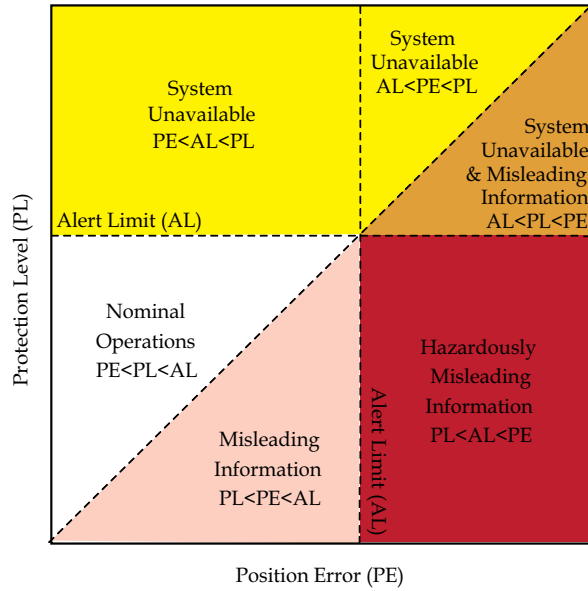 System
Unavailable
PE<AL<PL
System
Unavailable
AL<PE<PL
System
Unavailable
& Misleading
Information
AL<PL<PE
Alert Limit (AL)
Nominal
Operations
PE<PL<AL
Misleading
Information
PL<PE<AL
Hazardously
Misleading
Information
PL<AL<PE
Alert Limit (AL)
Protection Level (PL)
Position Error (PE)